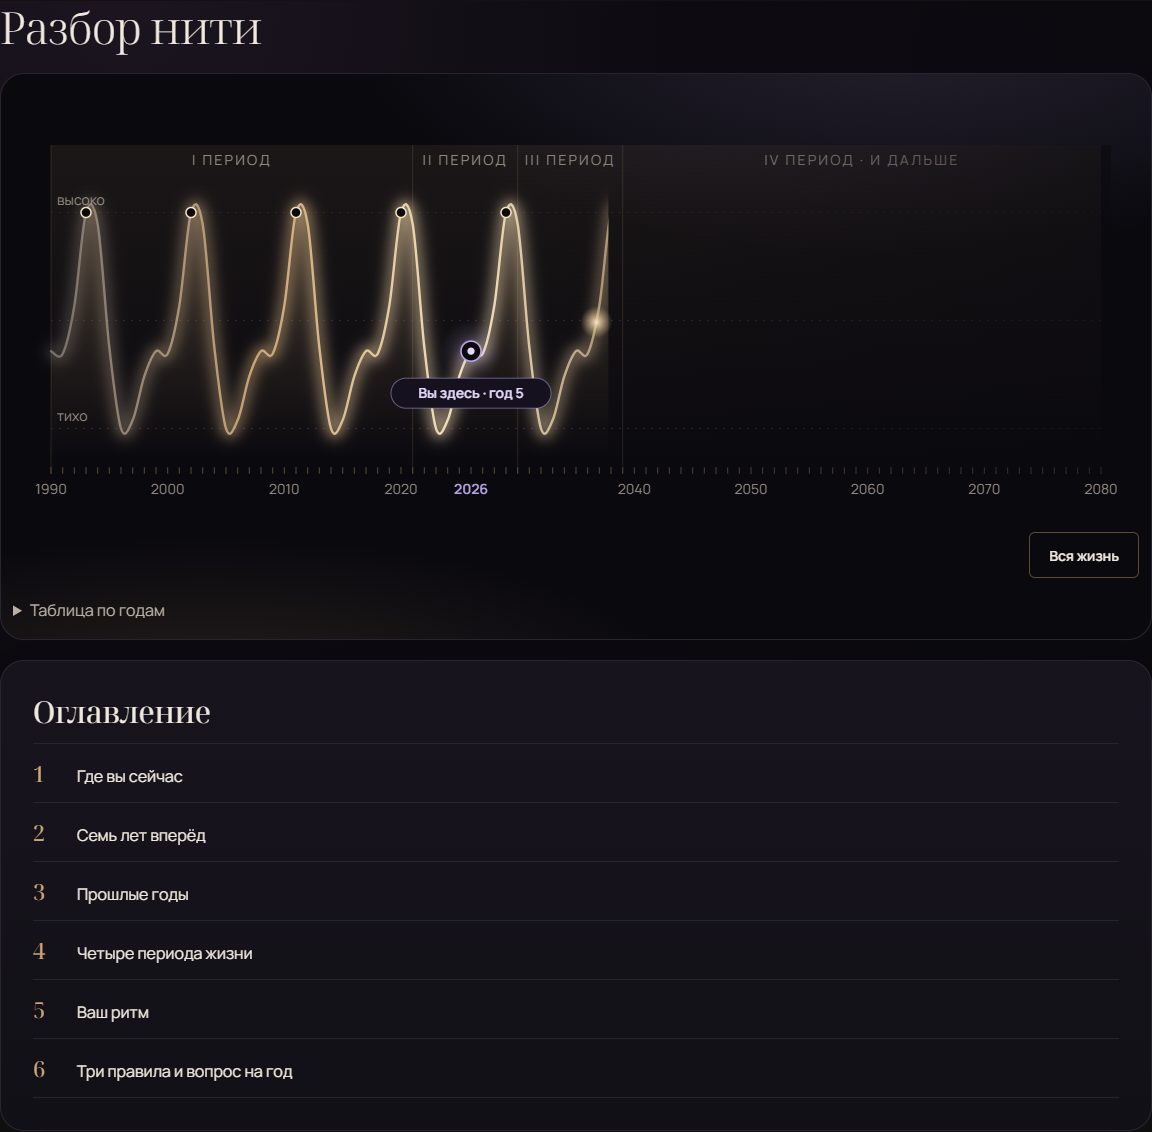 Разбор нити
I ПЕРИОД
II ПЕРИОД
III ПЕРИОД
IV ПЕРИОД · И ДАЛЬШЕ
ВЫСОКО
Вы здесь · год 5
ТИХО
1990 2000 2010 2020 2026 2040 2050 2060 2070 2080
Вся жизнь
Таблица по годам
Оглавление
1 Где вы сейчас
2 Семь лет вперёд
3 Прошлые годы
4 Четыре периода жизни
5 Ваш ритм
6 Три правила и вопрос на год